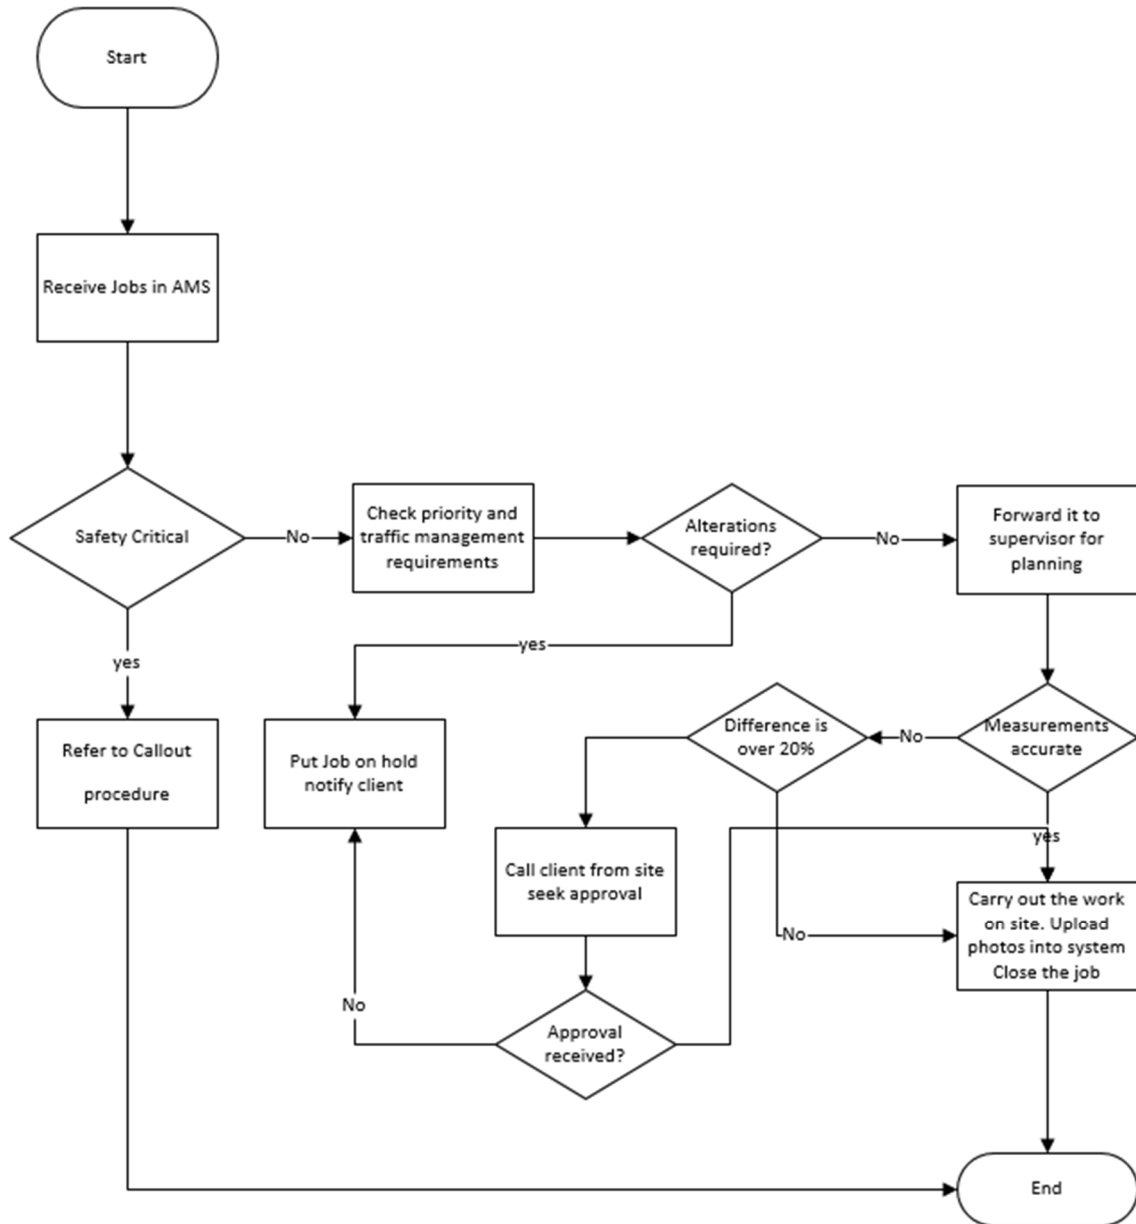 Start
Receive Jobs in AMS
Safety Critical
No
Check priority and
traffic management
requirements
Alterations
required?
No
Forward it to
supervisor for
planning
yes
yes
Refer to Callout
procedure
Put Job on hold
notify client
Difference is
over 20%
No
Measurements
accurate
yes
Call client from site
seek approval
Carry out the work
on site. Upload
photos into system
Close the job
No
No
Approval
received?
End